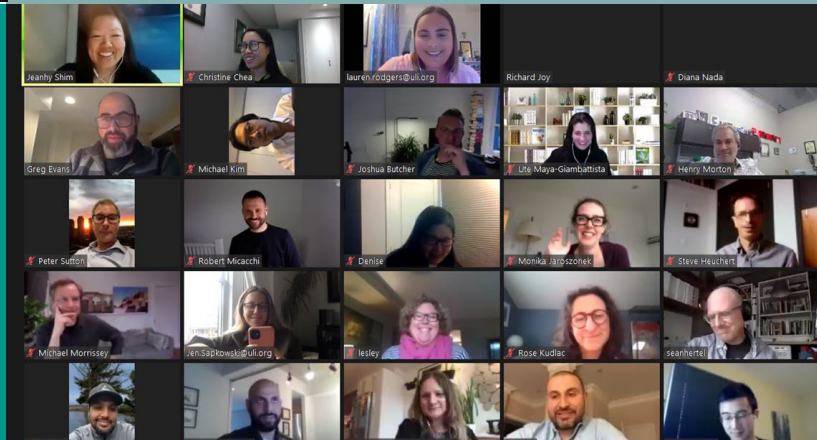 Jeanhy Shim
Christine Chea
lauren.rodgers@uli.org
Richard Joy
Diana Nada
Greg Evans
Michael Kim
Joshua Butcher
Ute Maya-Giambattista
Henry Morton
Peter Sutton
Robert Micacchi
Denise
Monika Jaroszonek
Steve Heuchert
Michael Morrissey
Jen.Sapkowski@uli.org
lesley
Rose Kudlac
seanhertel